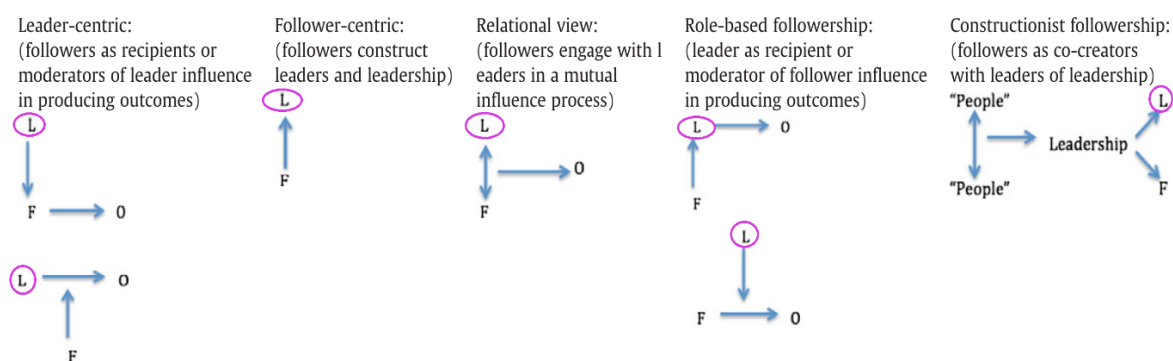 Leader-centric:
(followers as recipients or
moderators of leader influence
in producing outcomes)
L
F
O
L
O
F
Follower-centric:
(followers construct
leaders and leadership)
L
F
Relational view:
(followers engage with l
eaders in a mutual
influence process)
L
O
F
Role-based followership:
(leader as recipient or
moderator of follower influence
in producing outcomes)
L
O
F
L
F
O
Constructionist followership:
(followers as co-creators
with leaders of leadership)
"People"
L
Leadership
"People"
F